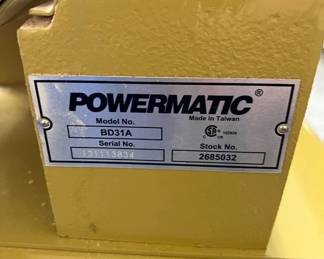 POWERMATIC®
Model No. Made in Taiwan
BD31A
Serial No. Stock No.
2685032